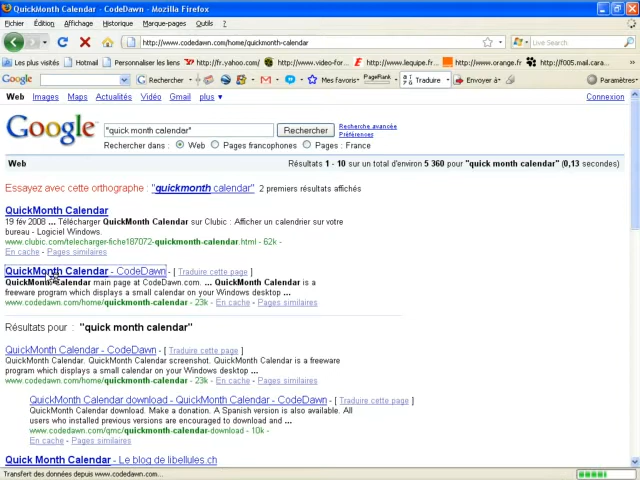 QuickMonth Calendar - CodeDawn - Mozilla Firefox
Fichier Édition Affichage Historique Marque-pages Outils ?
http://www.codedawn.com/home/quickmonth-calendar Live Search
Les plus visités Hotmail Personnaliser les liens http://fr.yahoo.com/ http://www.video-for... http://www.lequipe.fr... http://www.orange.fr http://f005.mail.cara...
Google Rechercher Mes favoris PageRank Traduire Envoyer à Paramètres
Web Images Maps Actualités Vidéo Gmail plus ▼ Connexion
Google "quick month calendar" Rechercher Recherche avancée
Préférences
Rechercher dans : Web Pages francophones Pages : France
Web Résultats 1 - 10 sur un total d'environ 5 360 pour "quick month calendar" (0,13 secondes)
Essayez avec cette orthographe : "quickmonth calendar" 2 premiers résultats affichés
QuickMonth Calendar
19 fév 2008 ... Télécharger QuickMonth Calendar sur Clubic : Afficher un calendrier sur votre
bureau - Logiciel Windows.
www.clubic.com/telecharger-fiche187072-quickmonth-calendar.html - 62k -
En cache - Pages similaires
QuickMonth Calendar - CodeDawn - [ Traduire cette page ]
QuickMonth Calendar main page at CodeDawn.com. ... QuickMonth Calendar is a
freeware program which displays a small calendar on your Windows desktop ...
www.codedawn.com/home/quickmonth-calendar - 23k - En cache - Pages similaires
Résultats pour : "quick month calendar"
QuickMonth Calendar - CodeDawn - [ Traduire cette page ]
QuickMonth Calendar. QuickMonth Calendar screenshot. QuickMonth Calendar is a freeware
program which displays a small calendar on your Windows desktop ...
www.codedawn.com/home/quickmonth-calendar - 23k - En cache - Pages similaires
QuickMonth Calendar download - QuickMonth Calendar - CodeDawn - [ Traduire cette page ]
QuickMonth Calendar download. Make a donation. A Spanish version is also available. All
users who installed previous versions are encouraged to download and ...
www.codedawn.com/qmc/quickmonth-calendar-download - 10k -
En cache - Pages similaires
Quick Month Calendar - Le blog de libellules.ch
Transfert des données depuis www.codedawn.com...